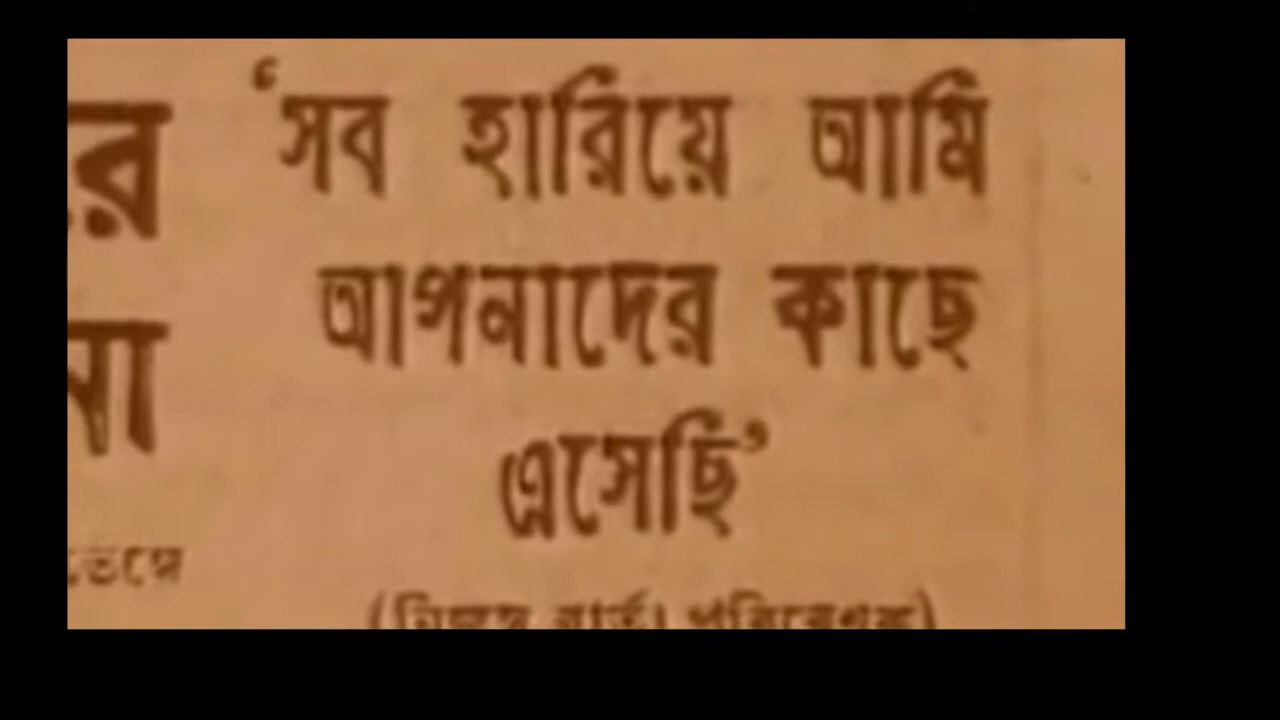 ‘সব হারিয়ে আমি
আপনাদের কাছে
এসেছি’